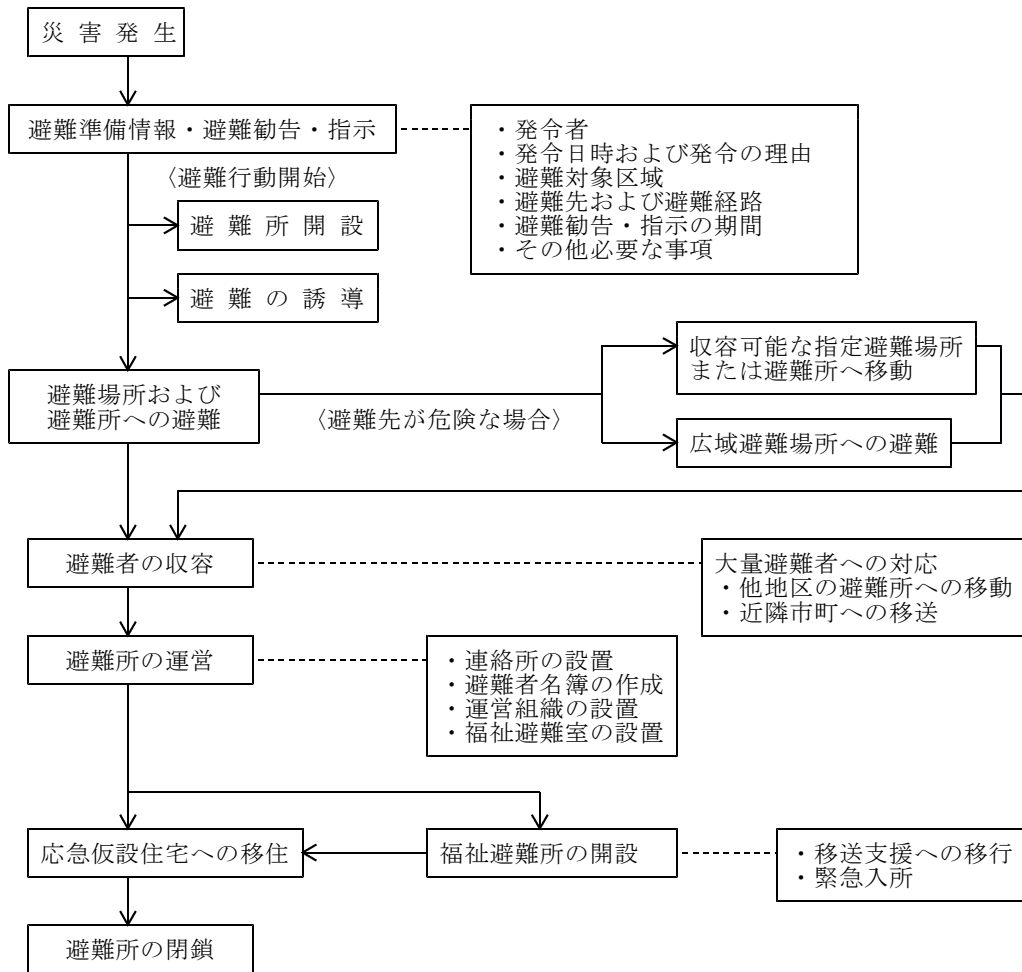 災害発生
避難準備情報・避難勧告・指示
・発令者
・発令日時および発令の理由
・避難対象区域
・避難先および避難経路
・避難勧告・指示の期間
・その他必要な事項
〈避難行動開始〉
避難所開設
避難の誘導
収容可能な指定避難場所
または避難所へ移動
避難場所および
避難所への避難
〈避難先が危険な場合〉
広域避難場所への避難
避難者の収容
大量避難者への対応
・他地区の避難所への移動
・近隣市町への移送
避難所の運営
・連絡所の設置
・避難者名簿の作成
・運営組織の設置
・福祉避難室の設置
応急仮設住宅への移住
福祉避難所の開設
・移送支援への移行
・緊急入所
避難所の閉鎖